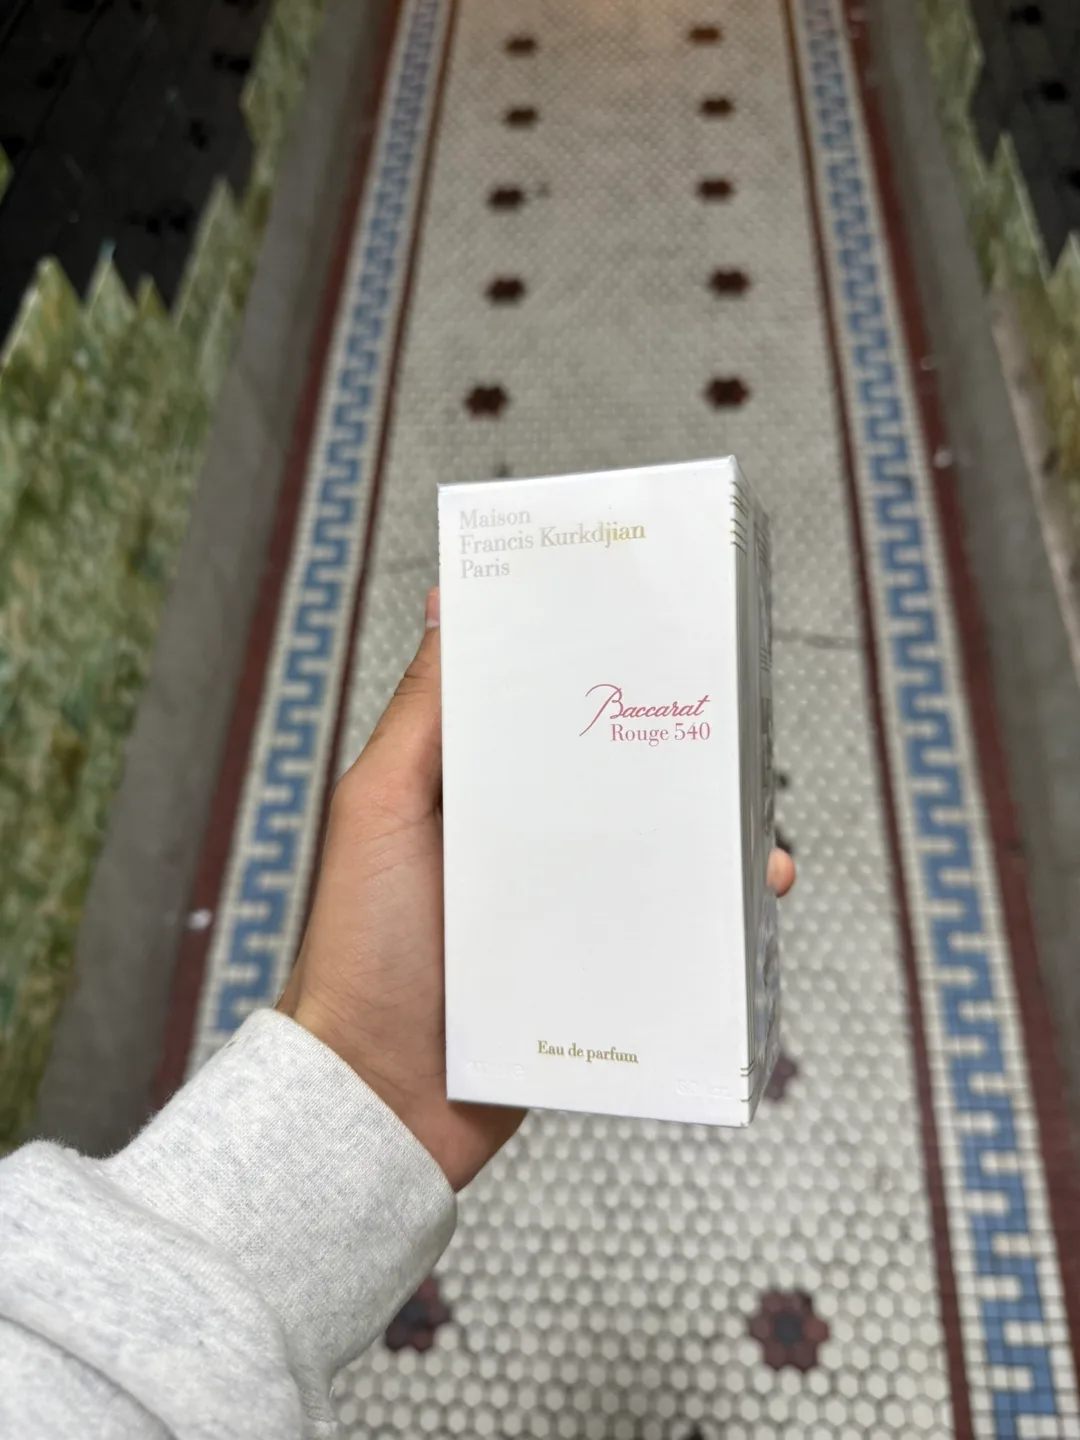 Maison
Francis Kurkdjian
Paris
Baccarat
Rouge 540
Eau de parfum